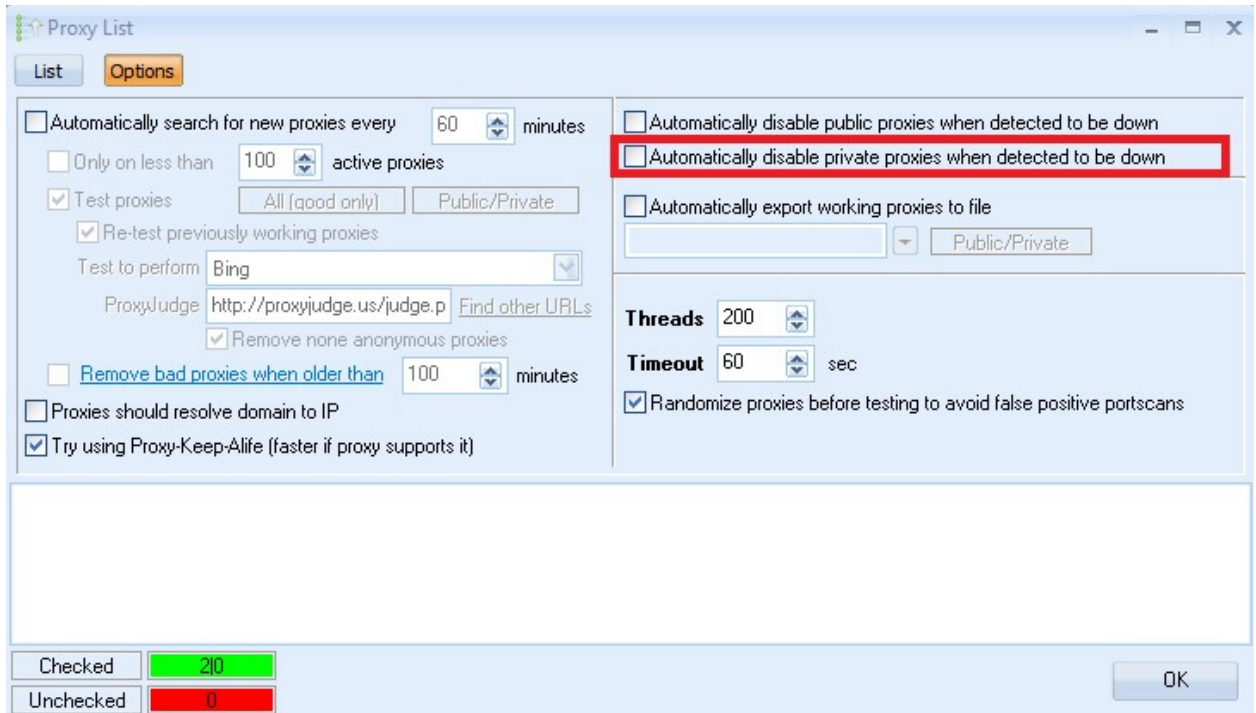 Proxy List
List Options
Automatically search for new proxies every 60 minutes
Only on less than 100 active proxies
Test proxies All (good only) Public/Private
Re-test previously working proxies
Test to perform Bing
ProxyJudge http://proxyjudge.us/judge.p Find other URLs
Remove none anonymous proxies
Remove bad proxies when older than 100 minutes
Proxies should resolve domain to IP
Try using Proxy-Keep-Alife (faster if proxy supports it)
Automatically disable public proxies when detected to be down
Automatically disable private proxies when detected to be down
Automatically export working proxies to file
Public/Private
Threads 200
Timeout 60 sec
Randomize proxies before testing to avoid false positive portscans
Checked 2|0
Unchecked 0
OK